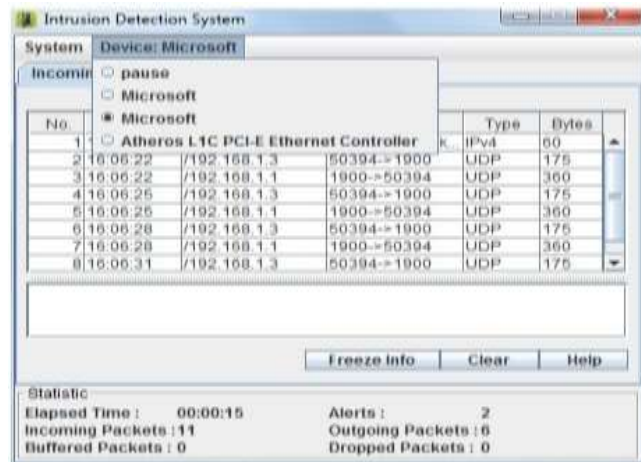 Intrusion Detection System
System Device: Microsoft
Incomin
pause
Microsoft
Microsoft
Atheros L1C PCI-E Ethernet Controller
No. Type Bytes
1 k... IPv4 60
2 16:06:22 /192.168.1.3 50394->1900 UDP 175
3 16:06:22 /192.168.1.1 1900->50394 UDP 360
4 16:06:25 /192.168.1.3 50394->1900 UDP 175
5 16:06:25 /192.168.1.1 1900->50394 UDP 360
6 16:06:28 /192.168.1.3 50394->1900 UDP 175
7 16:06:28 /192.168.1.1 1900->50394 UDP 360
8 16:06:31 /192.168.1.3 50394->1900 UDP 175
Freeze Info Clear Help
Statistic
Elapsed Time : 00:00:15 Alerts : 2
Incoming Packets :11 Outgoing Packets :6
Buffered Packets : 0 Dropped Packets : 0